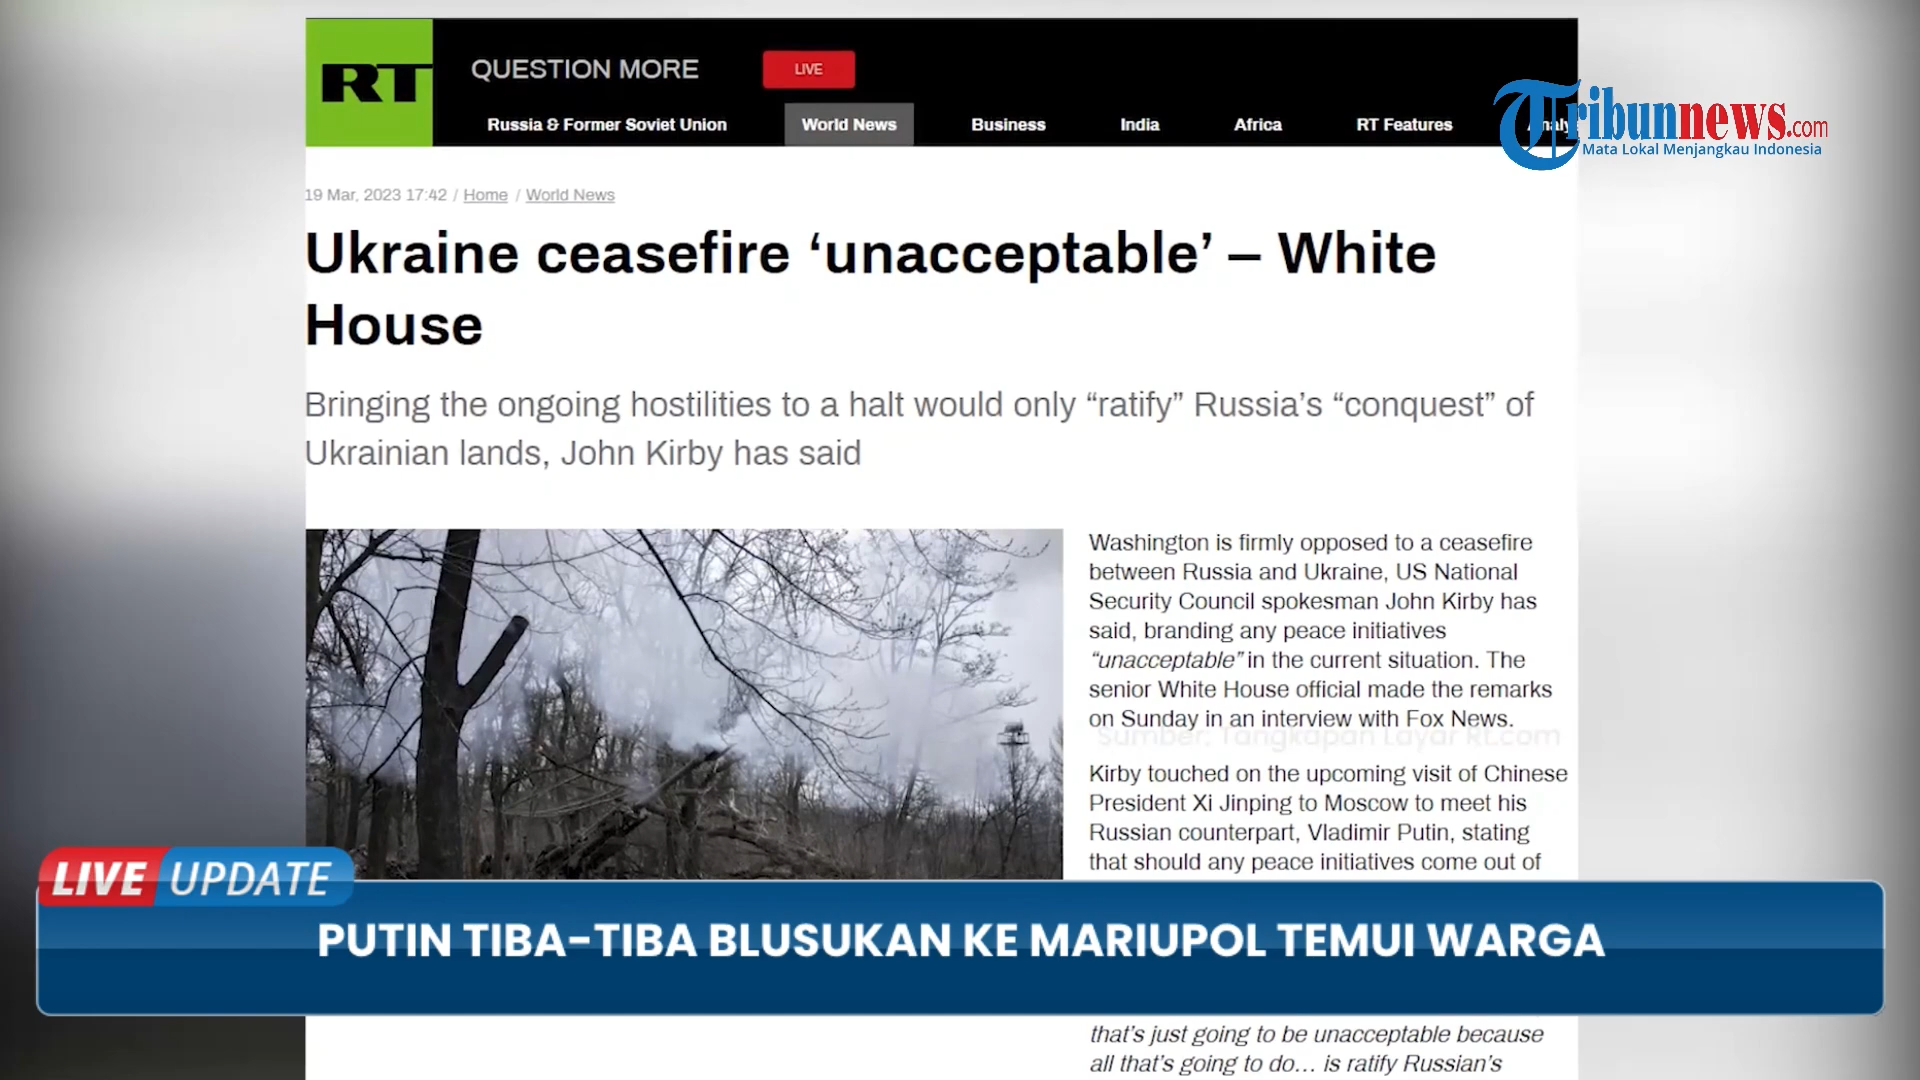 RT
QUESTION MORE
LIVE
Russia & Former Soviet Union
World News
Business
India
Africa
RT Features
Tribunnews.com
Mata Lokal Menjangkau Indonesia
19 Mar, 2023 17:42 / Home / World News
Ukraine ceasefire ‘unacceptable’ – White
House
Bringing the ongoing hostilities to a halt would only “ratify” Russia’s “conquest” of
Ukrainian lands, John Kirby has said
Washington is firmly opposed to a ceasefire
between Russia and Ukraine, US National
Security Council spokesman John Kirby has
said, branding any peace initiatives
“unacceptable” in the current situation. The
senior White House official made the remarks
on Sunday in an interview with Fox News.
Sumber: Tangkapan Layar Rt.com
Kirby touched on the upcoming visit of Chinese
President Xi Jinping to Moscow to meet his
Russian counterpart, Vladimir Putin, stating
that should any peace initiatives come out of
LIVE UPDATE
PUTIN TIBA-TIBA BLUSUKAN KE MARIUPOL TEMUI WARGA
that’s just going to be unacceptable because
all that’s going to do… is ratify Russian’s